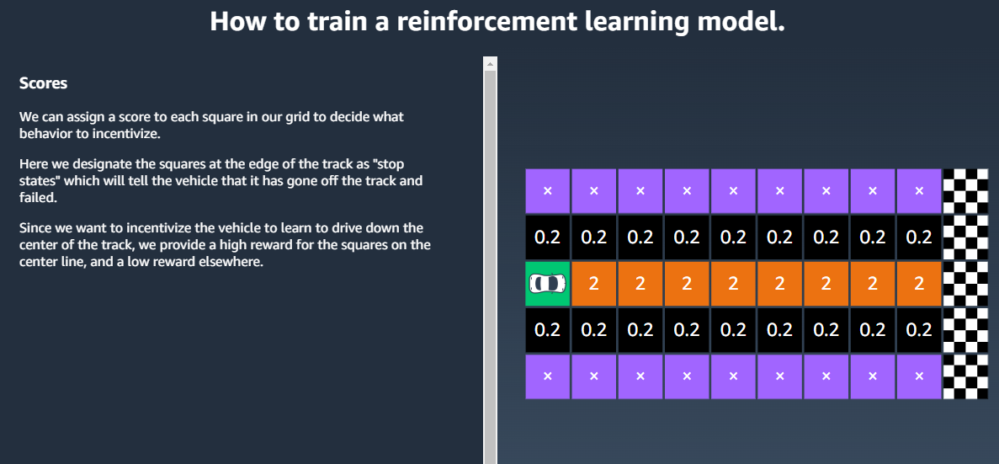 How to train a reinforcement learning model.
Scores
We can assign a score to each square in our grid to decide what
behavior to incentivize.
Here we designate the squares at the edge of the track as "stop
states" which will tell the vehicle that it has gone off the track and
failed.
Since we want to incentivize the vehicle to learn to drive down the
center of the track, we provide a high reward for the squares on the
center line, and a low reward elsewhere.
× × × × × × × × ×
0.2 0.2 0.2 0.2 0.2 0.2 0.2 0.2 0.2
2 2 2 2 2 2 2 2
0.2 0.2 0.2 0.2 0.2 0.2 0.2 0.2 0.2
× × × × × × × × ×